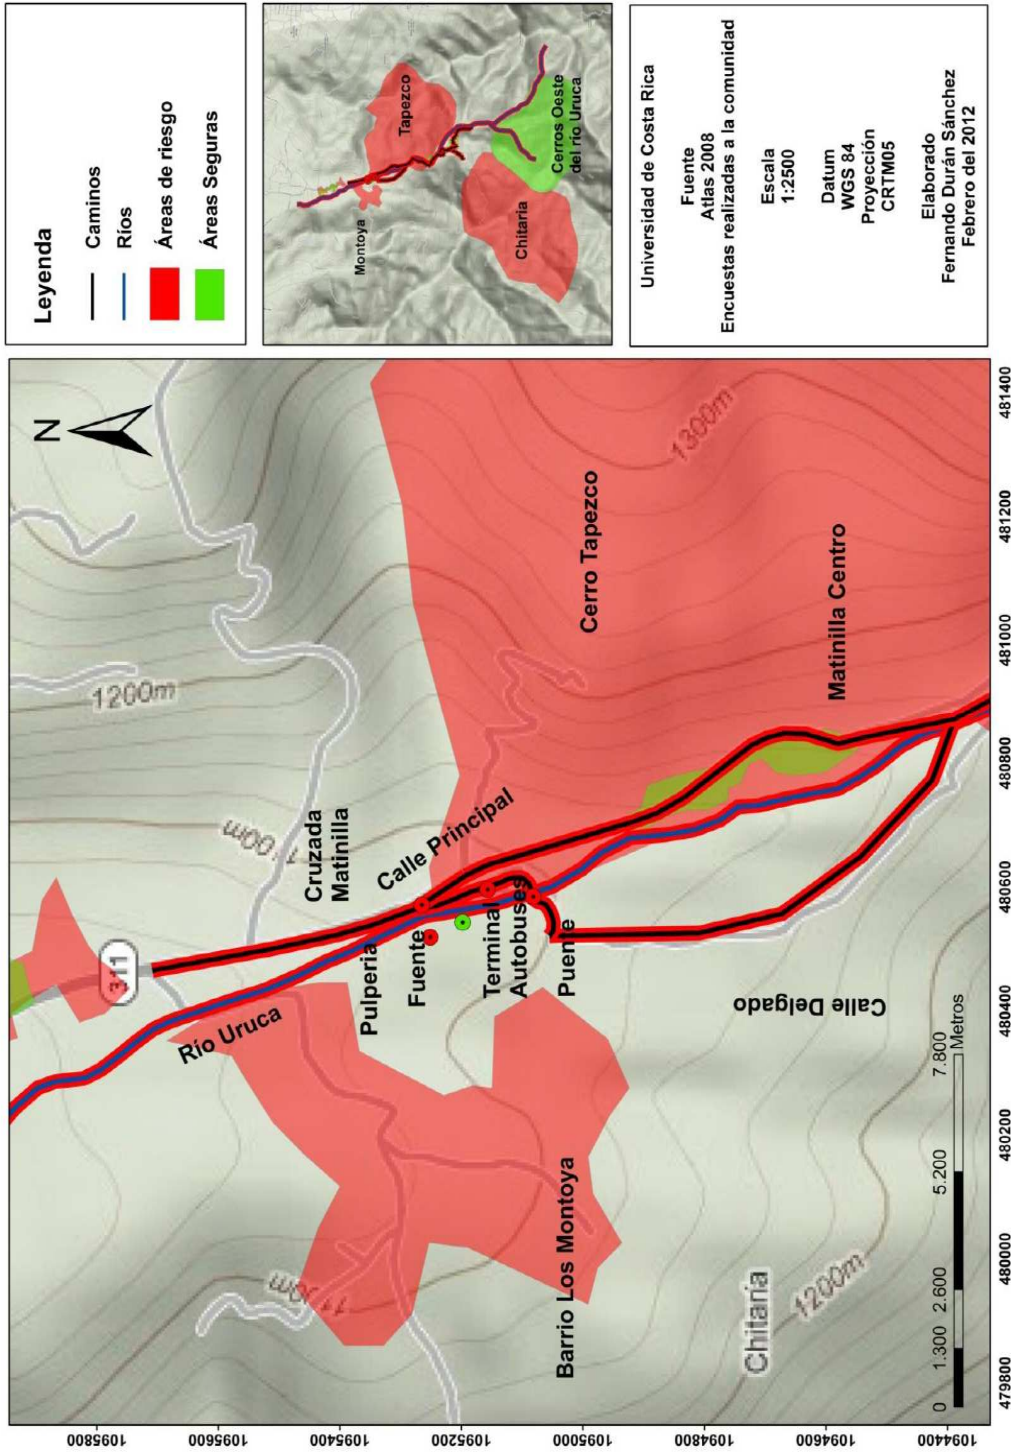 Leyenda
Caminos
Ríos
Áreas de riesgo
Áreas Seguras
Tapezco
Montoya
Chitaria
Cerros Oeste
del río Uruca
Universidad de Costa Rica
Fuente
Atlas 2008
Encuestas realizadas a la comunidad
Escala
1:2500
Datum
WGS 84
Proyección
CRTM05
Elaborado
Fernando Durán Sánchez
Febrero del 2012
N
1200m
311
Cruzada
Matinilla
Calle Principal
Río Uruca
Pulperia
Fuente
Terminal
Autobuses
Puente
Cerro Tapezco
1300m
Matinilla Centro
Barrio Los Montoya
Calle Delgado
Chitaria
1200m
0 1.300 2.600 5.200 7.800
Metros
1095800
1095600
1095400
1095200
1095000
1094800
1094600
1094400
479800 480000 480200 480400 480600 480800 481000 481200 481400